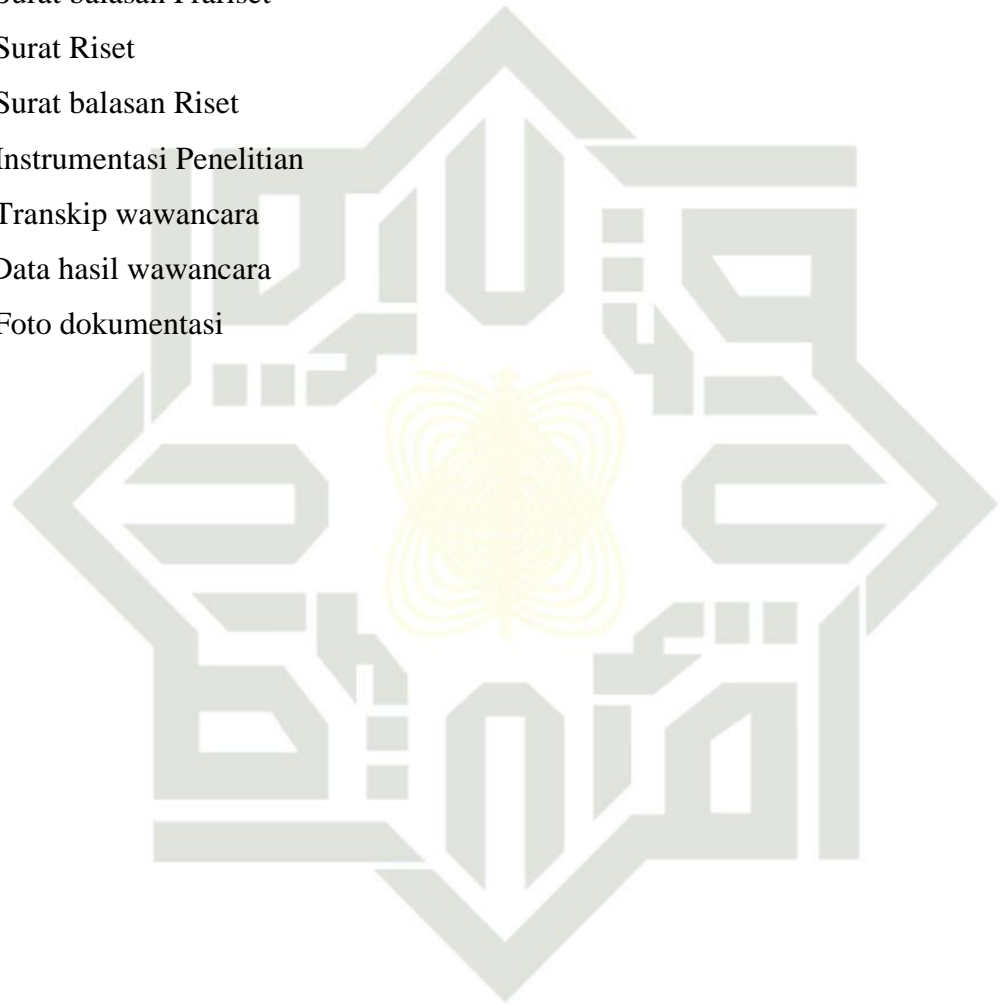 Surat balasan Prariset
Surat Riset
Surat balasan Riset
Instrumentasi Penelitian
Transkip wawancara
Data hasil wawancara
Foto dokumentasi